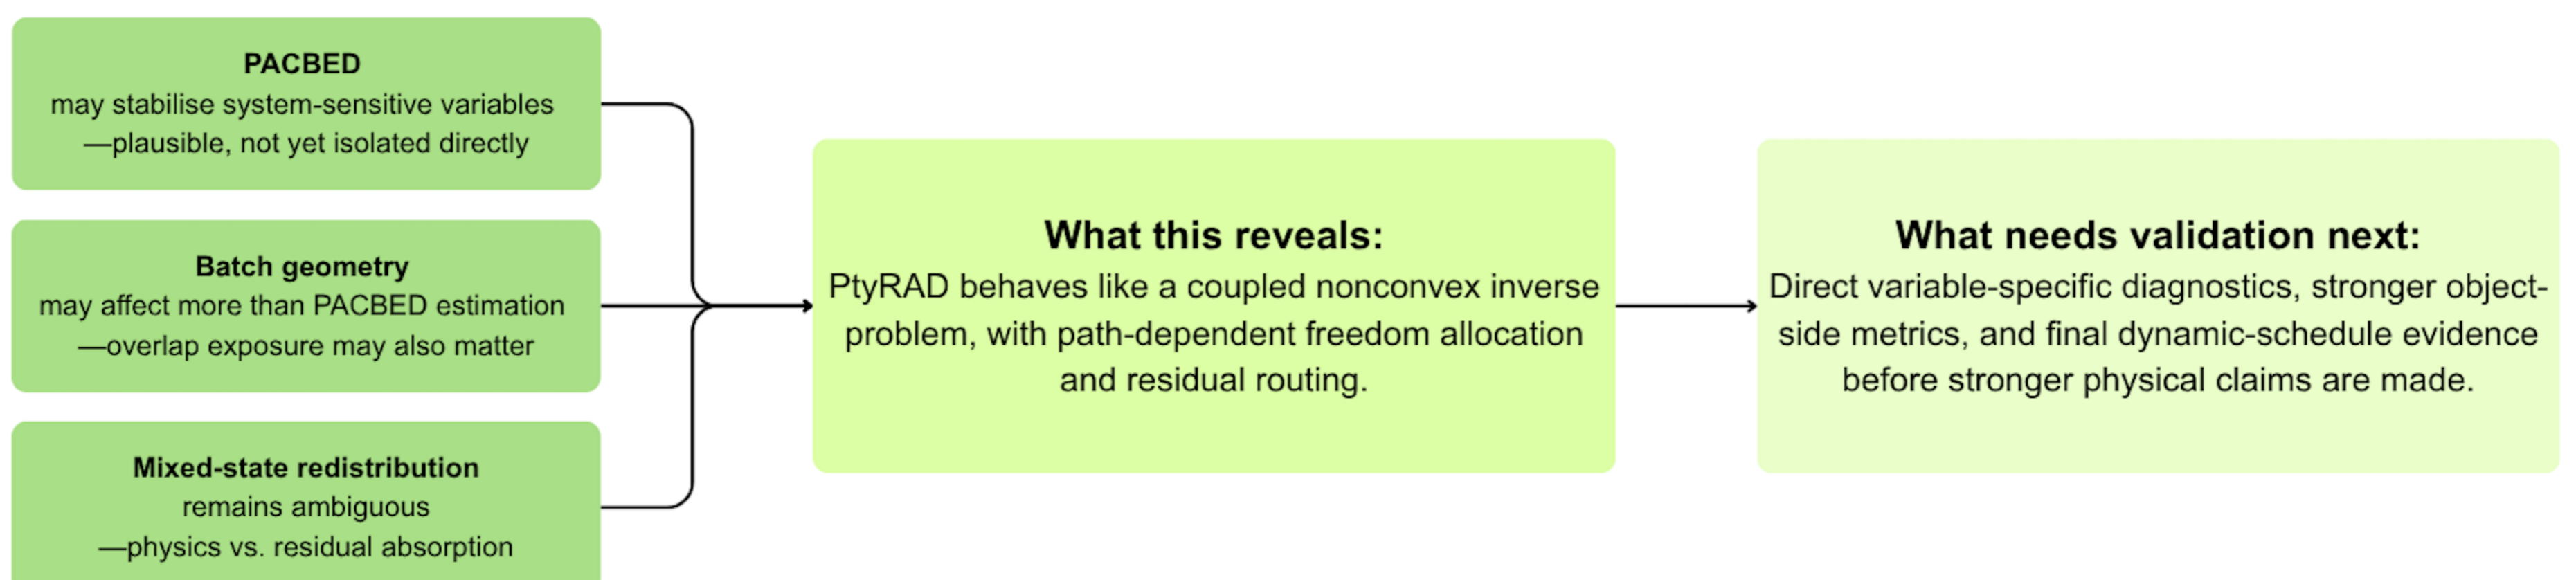 PACBED
may stabilise system-sensitive variables
—plausible, not yet isolated directly
Batch geometry
may affect more than PACBED estimation
—overlap exposure may also matter
Mixed-state redistribution
remains ambiguous
—physics vs. residual absorption
What this reveals:
PtyRAD behaves like a coupled nonconvex inverse
problem, with path-dependent freedom allocation
and residual routing.
What needs validation next:
Direct variable-specific diagnostics, stronger object-
side metrics, and final dynamic-schedule evidence
before stronger physical claims are made.